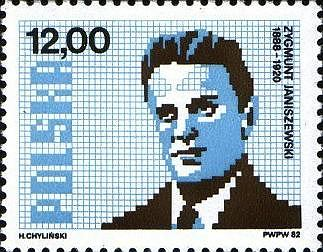 12,00
POLSKA
ZYGMUNT JANISZEWSKI
1888-1920
H.CHYLIŃSKI
PWPW 82